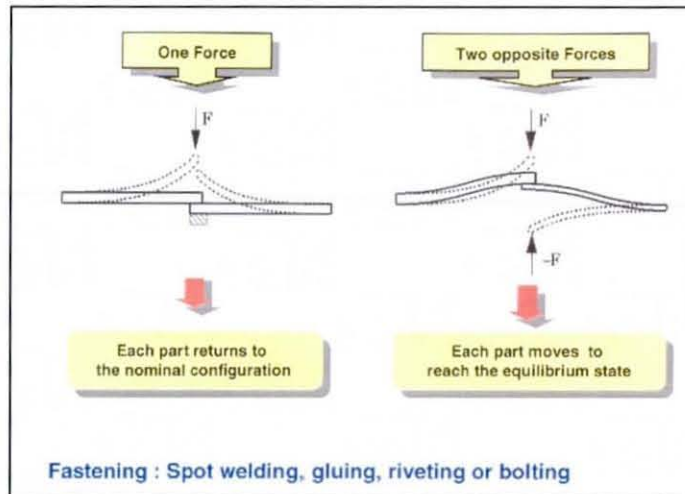 One Force
Two opposite Forces
F
F
-F
Each part returns to
the nominal configuration
Each part moves to
reach the equilibrium state
Fastening : Spot welding, gluing, riveting or bolting